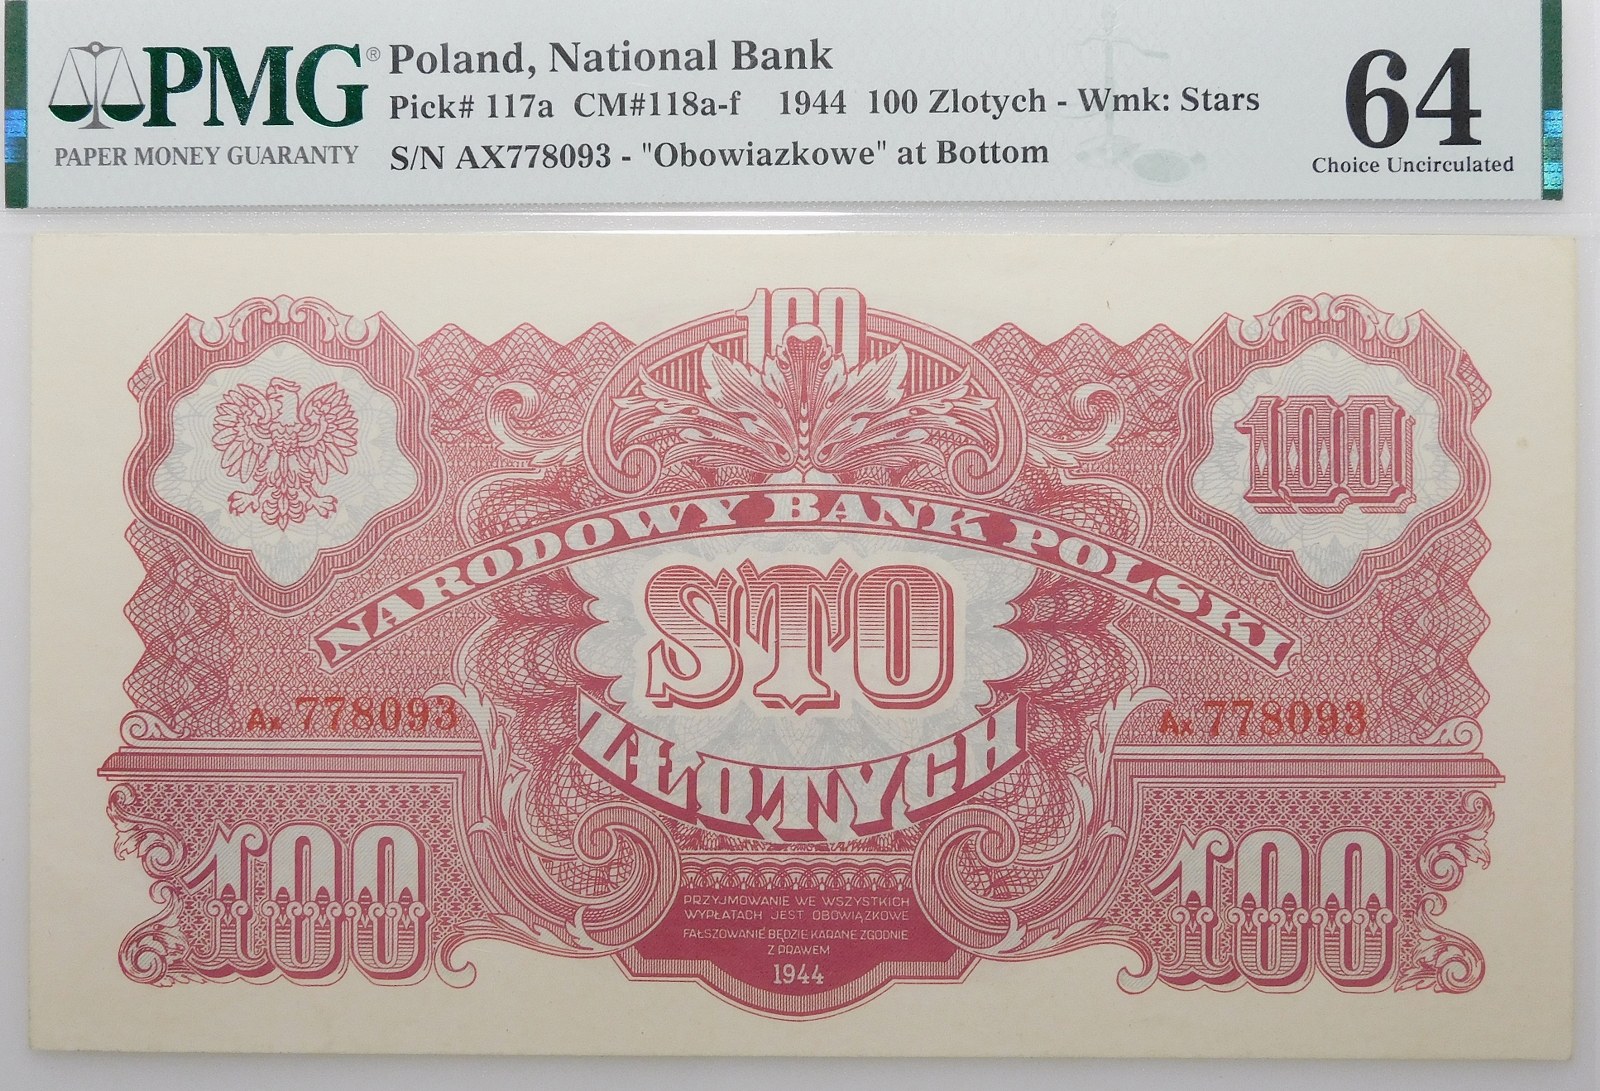 PMG®
PAPER MONEY GUARANTY
Poland, National Bank
Pick# 117a CM#118a-f 1944 100 Zlotych - Wmk: Stars
S/N AX778093 - "Obowiazkowe" at Bottom
64
Choice Uncirculated
100
100
NARODOWY BANK POLSKI
STO
ZŁOTYCH
Ax 778093
Ax 778093
100
100
PRZYJMOWANIE WE WSZYSTKICH
WYPŁATACH JEST OBOWIĄZKOWE
FAŁSZOWANIE BĘDZIE KARANE ZGODNIE
Z PRAWEM
1944